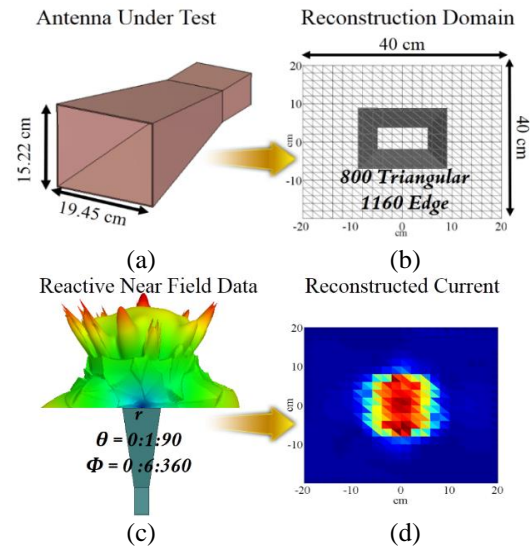 Antenna Under Test
15.22 cm
19.45 cm
(a)
Reconstruction Domain
40 cm
40 cm
20
10
cm
-10
-20
-10
0
10
20
cm
800 Triangular
1160 Edge
(b)
Reactive Near Field Data
r
θ = 0:1:90
Φ = 0 :6:360
(c)
Reconstructed Current
20
10
cm
0
-10
-20
-20
-10
0
10
20
cm
(d)